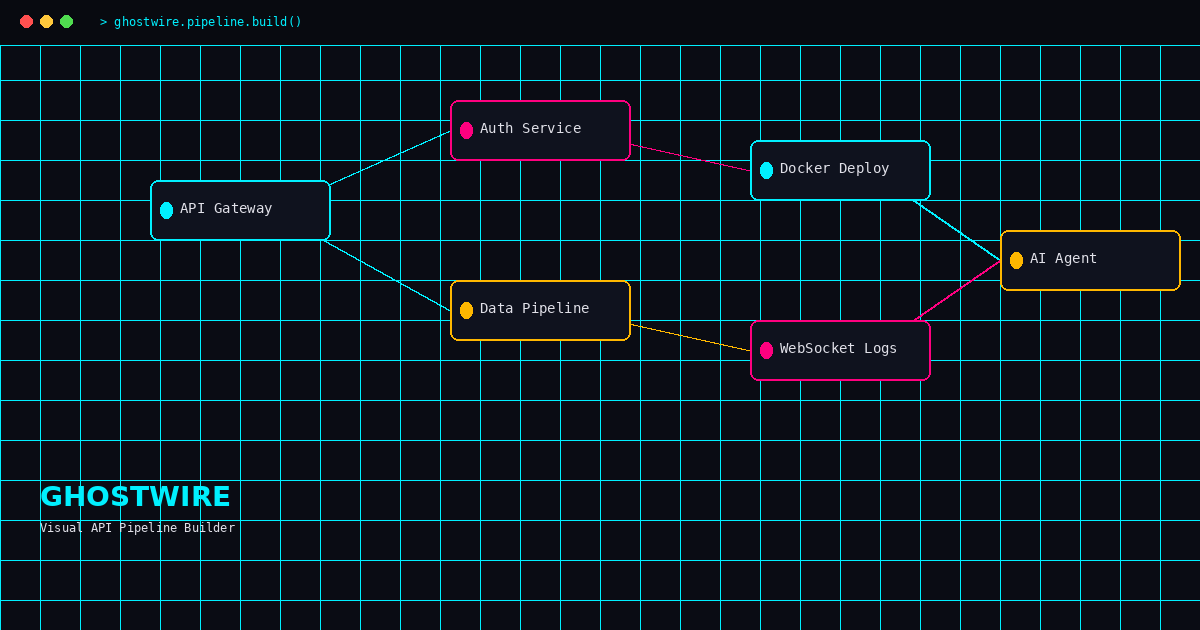 > ghostwire.pipeline.build()
Auth Service
Docker Deploy
API Gateway
AI Agent
Data Pipeline
WebSocket Logs
GHOSTWIRE
Visual API Pipeline Builder